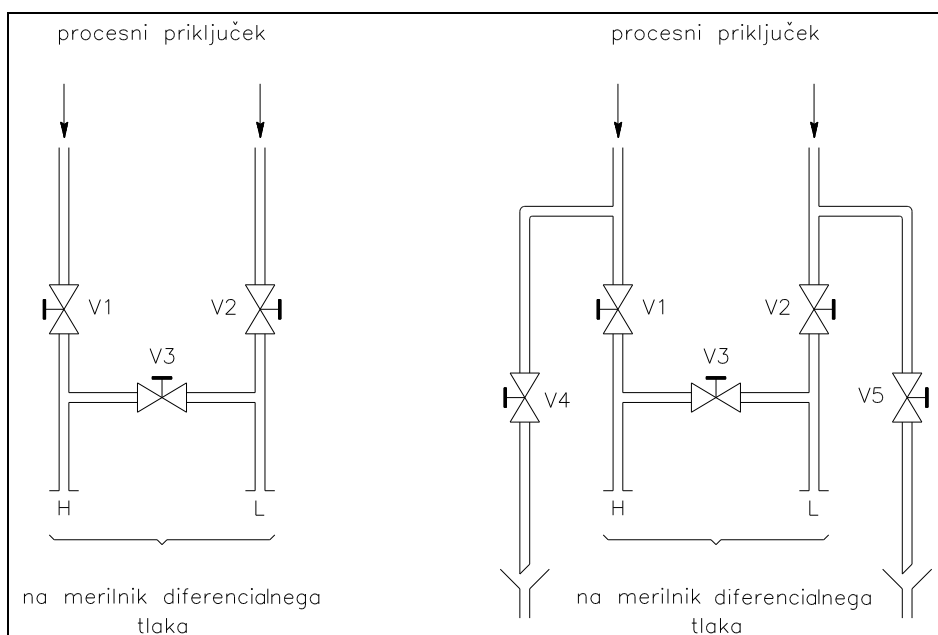 procesni priključek
V1
V2
V3
H
L
na merilnik diferencialnega
tlaka
procesni priključek
V1
V2
V3
V4
V5
H
L
na merilnik diferencialnega
tlaka